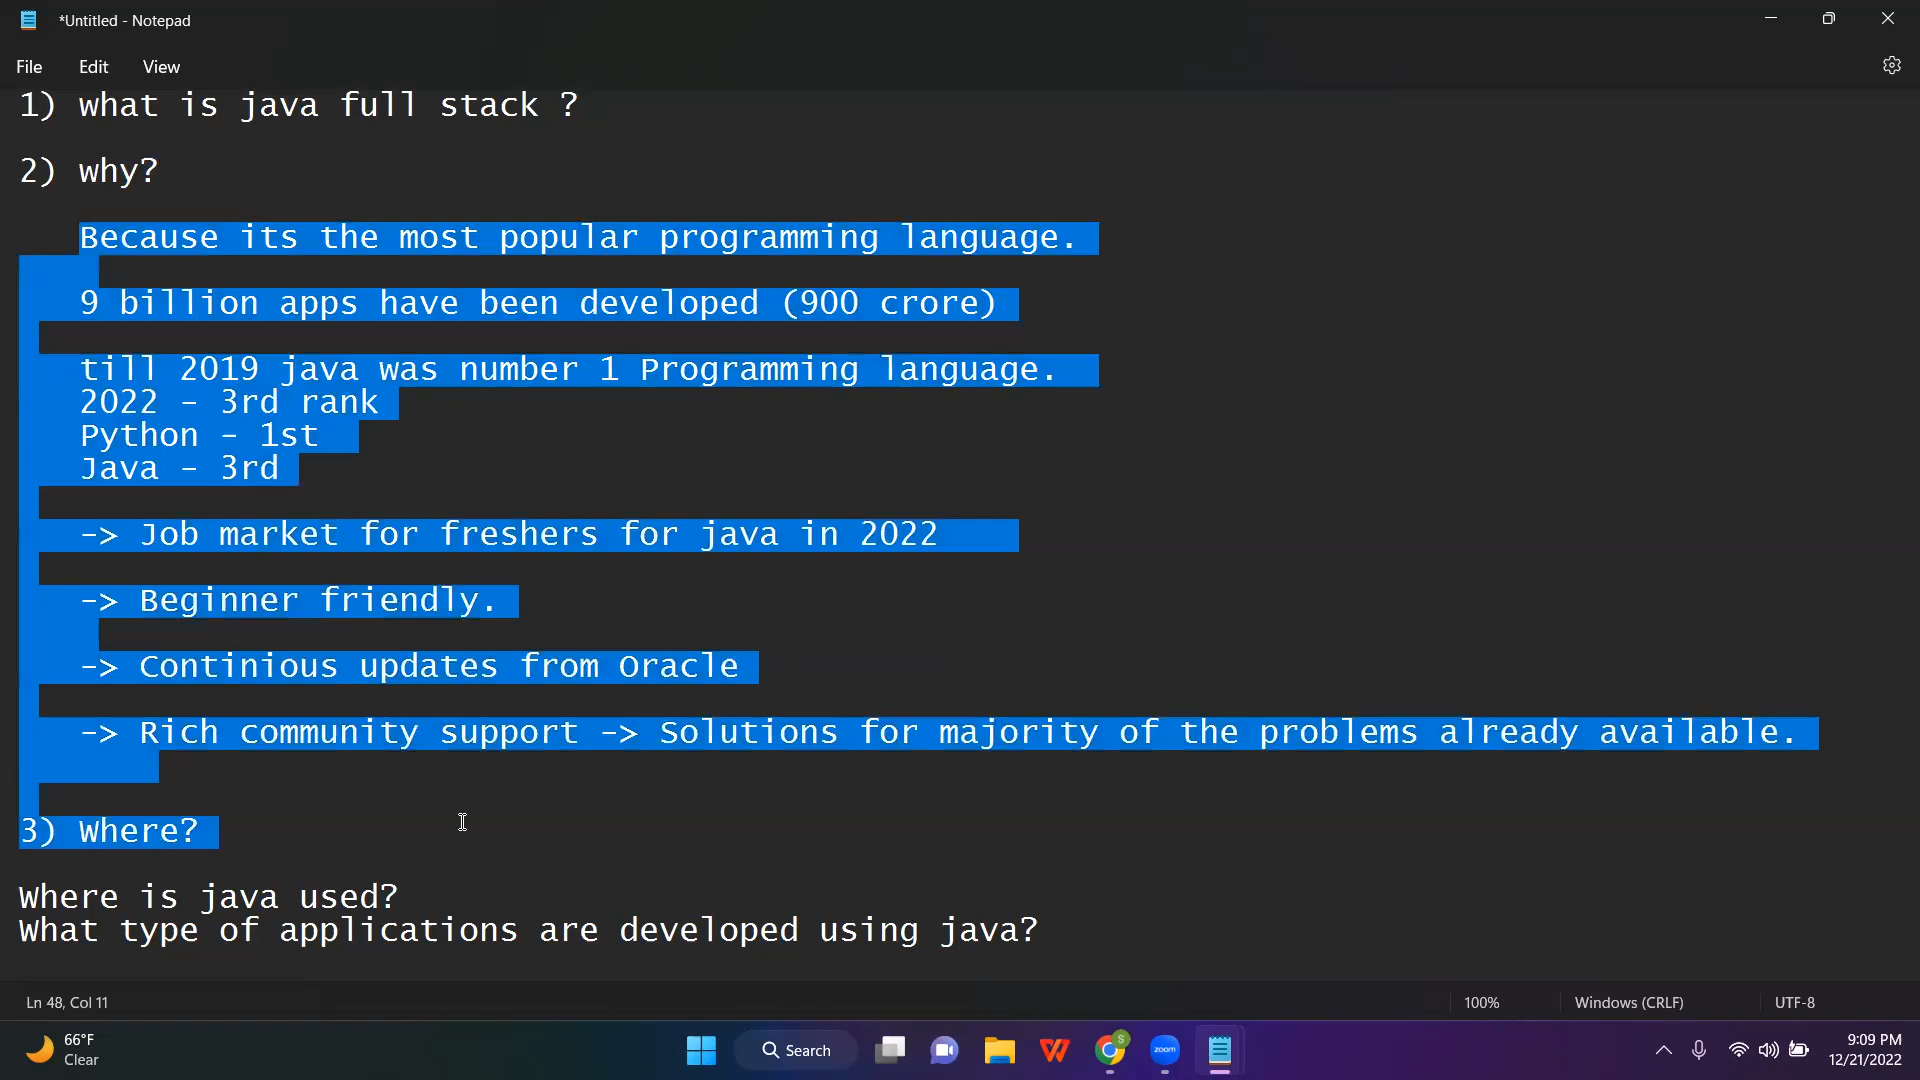 *Untitled - Notepad
File Edit View
1) what is java full stack ?
2) why?
Because its the most popular programming language.
9 billion apps have been developed (900 crore)
till 2019 java was number 1 Programming language.
2022 - 3rd rank
Python - 1st
Java - 3rd
-> Job market for freshers for java in 2022
-> Beginner friendly.
-> Continious updates from Oracle
-> Rich community support -> Solutions for majority of the problems already available.
3) Where?
Where is java used?
What type of applications are developed using java?
Ln 48, Col 11 100% Windows (CRLF) UTF-8
66°F
Clear
Search
zoom
S
9:09 PM
12/21/2022